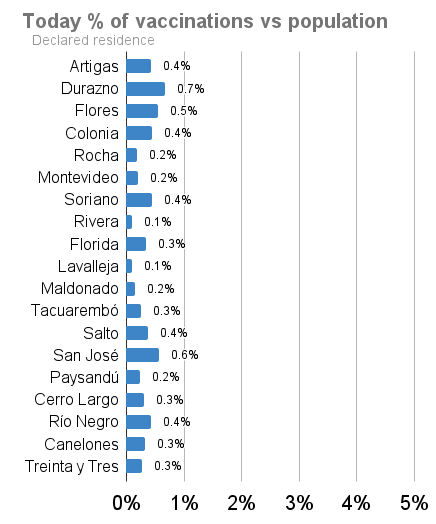 Today % of vaccinations vs population
Declared residence
Artigas 0.4%
Durazno 0.7%
Flores 0.5%
Colonia 0.4%
Rocha 0.2%
Montevideo 0.2%
Soriano 0.4%
Rivera 0.1%
Florida 0.3%
Lavalleja 0.1%
Maldonado 0.2%
Tacuarembó 0.3%
Salto 0.4%
San José 0.6%
Paysandú 0.2%
Cerro Largo 0.3%
Río Negro 0.4%
Canelones 0.3%
Treinta y Tres 0.3%
0% 1% 2% 3% 4% 5%